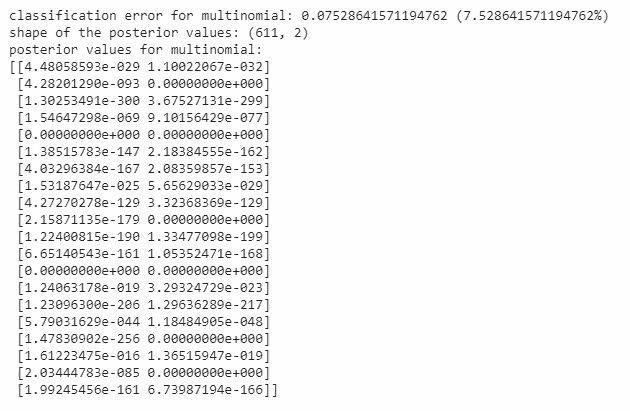 classification error for multinomial: 0.07528641571194762 (7.528641571194762%)
shape of the posterior values: (611, 2)
posterior values for multinomial:
[[4.48058593e-029 1.10022067e-032]
[4.28201290e-093 0.00000000e+000]
[1.30253491e-300 3.67527131e-299]
[1.54647298e-069 9.10156429e-077]
[0.00000000e+000 0.00000000e+000]
[1.38515783e-147 2.18384555e-162]
[4.03296384e-167 2.08359857e-153]
[1.53187647e-025 5.65629033e-029]
[4.27270278e-129 3.32368369e-129]
[2.15871135e-179 0.00000000e+000]
[1.22400815e-190 1.33477098e-199]
[6.65140543e-161 1.05352471e-168]
[0.00000000e+000 0.00000000e+000]
[1.24063178e-019 3.29324729e-023]
[1.23096300e-206 1.29636289e-217]
[5.79031629e-044 1.18484905e-048]
[1.47830902e-256 0.00000000e+000]
[1.61223475e-016 1.36515947e-019]
[2.03444783e-085 0.00000000e+000]
[1.99245456e-161 6.73987194e-166]]